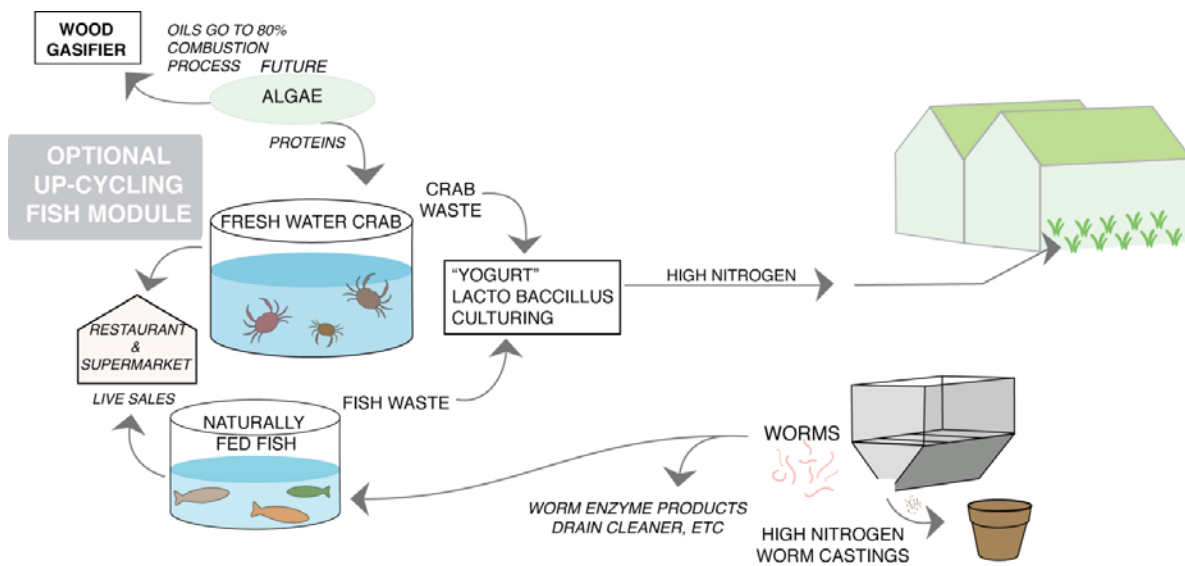 WOOD
GASIFIER
OILS GO TO 80%
COMBUSTION
PROCESS
FUTURE
ALGAE
PROTEINS
OPTIONAL
UP-CYCLING
FISH MODULE
FRESH WATER CRAB
CRAB
WASTE
"YOGURT"
LACTO BACCILLUS
CULTURING
HIGH NITROGEN
RESTAURANT
&
SUPERMARKET
LIVE SALES
FISH WASTE
NATURALLY
FED FISH
WORMS
WORM ENZYME PRODUCTS
DRAIN CLEANER, ETC
HIGH NITROGEN
WORM CASTINGS